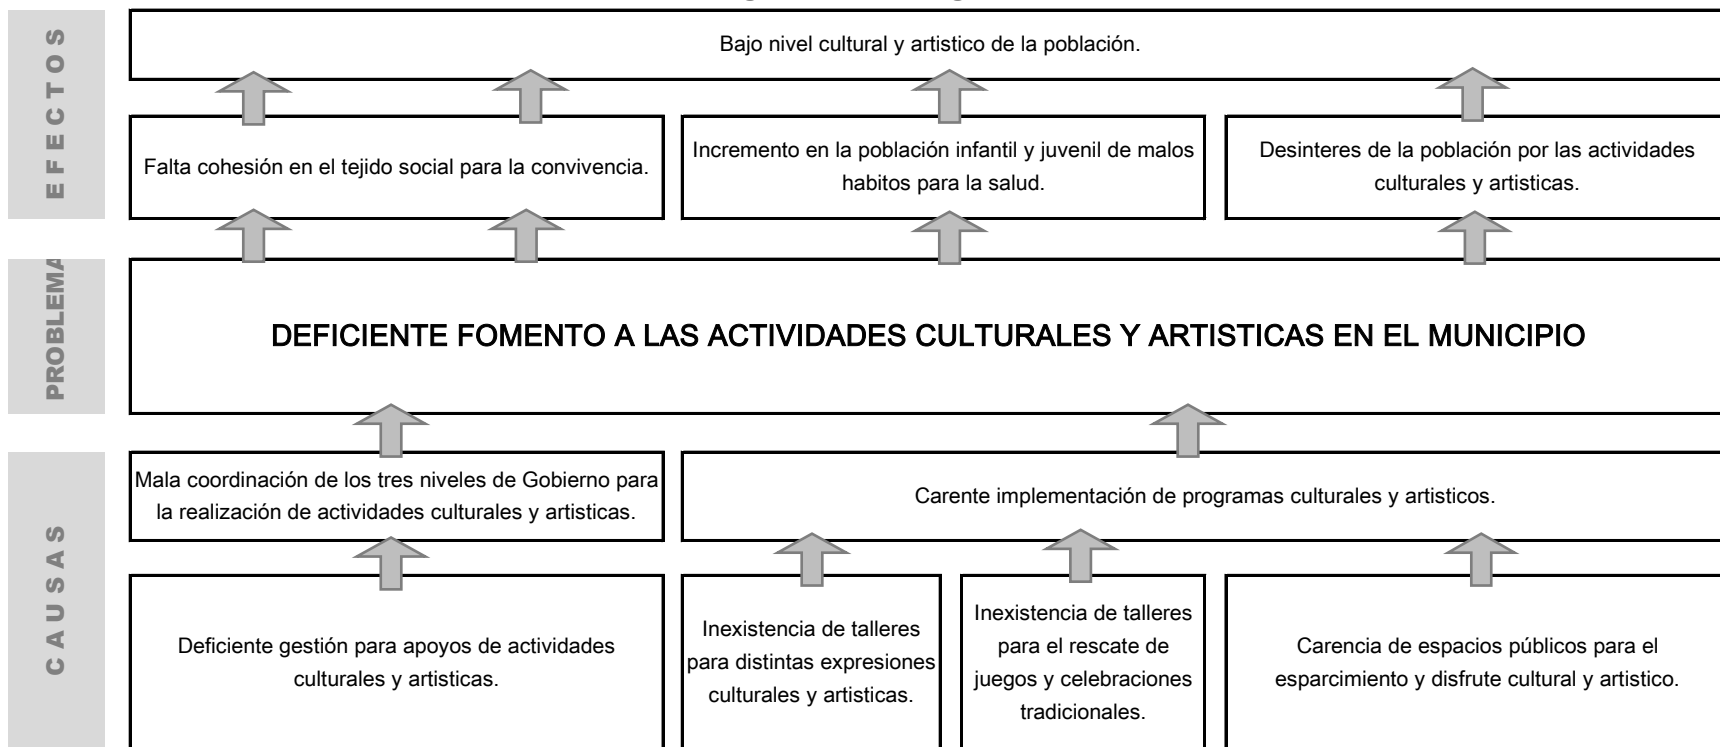 EFECTOS
Bajo nivel cultural y artistico de la población.
Falta cohesión en el tejido social para la convivencia.
Incremento en la población infantil y juvenil de malos
habitos para la salud.
Desinteres de la población por las actividades
culturales y artisticas.
PROBLEMA
DEFICIENTE FOMENTO A LAS ACTIVIDADES CULTURALES Y ARTISTICAS EN EL MUNICIPIO
CAUSAS
Mala coordinación de los tres niveles de Gobierno para
la realización de actividades culturales y artisticas.
Carente implementación de programas culturales y artisticos.
Deficiente gestión para apoyos de actividades
culturales y artisticas.
Inexistencia de talleres
para distintas expresiones
culturales y artisticas.
Inexistencia de talleres
para el rescate de
juegos y celebraciones
tradicionales.
Carencia de espacios públicos para el
esparcimiento y disfrute cultural y artistico.